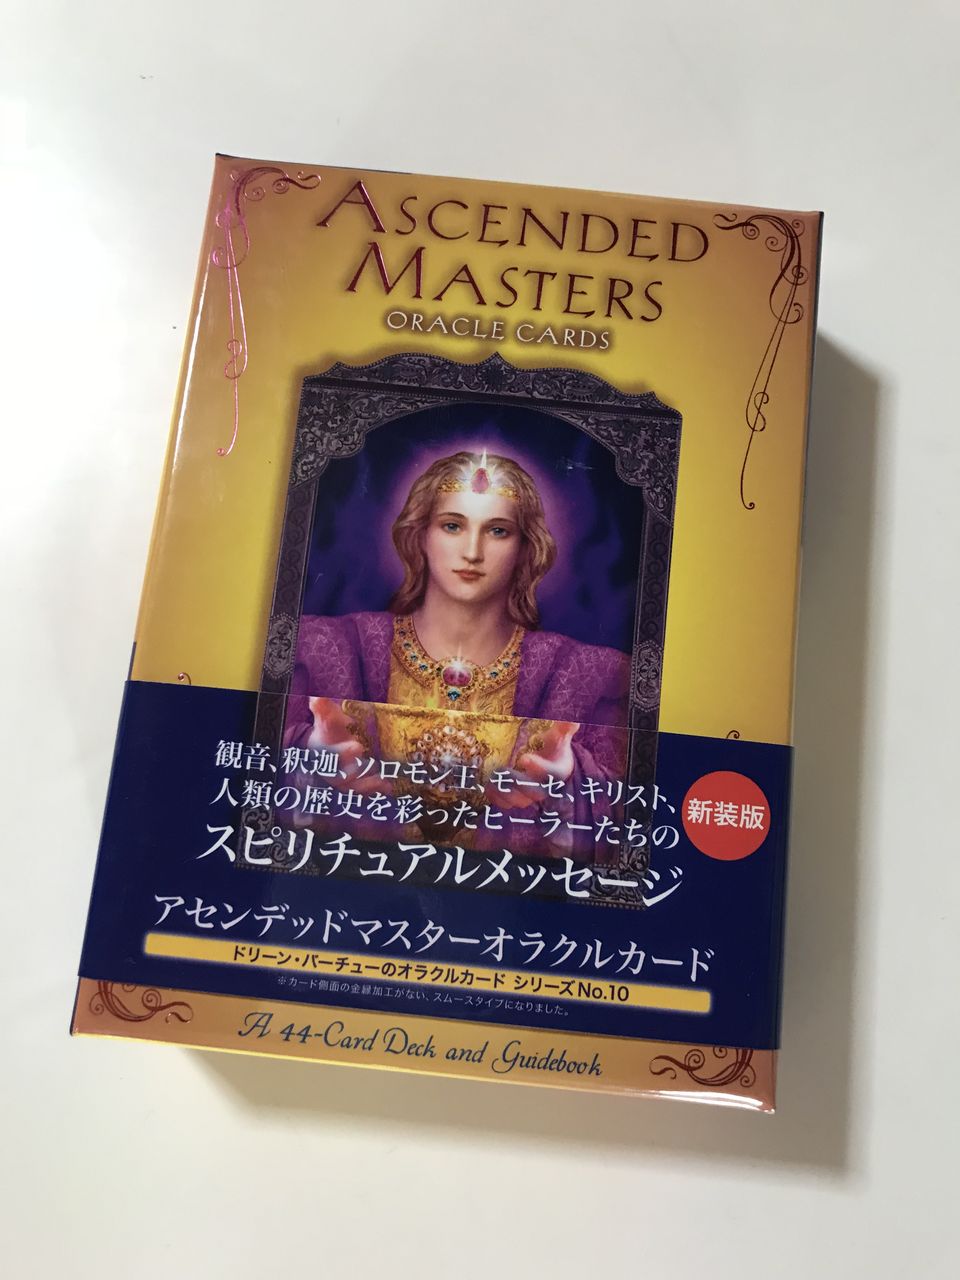 ASCENDED
MASTERS
ORACLE CARDS
観音、釈迦、ソロモン王、モーセ、キリスト、
人類の歴史を彩ったヒーラーたちの
スピリチュアルメッセージ
新装版
アセンデッドマスターオラクルカード
ドリーン・バーチューのオラクルカード シリーズNo.10
※カード側面の金縁加工がない、スムースタイプになりました。
A 44-Card Deck and Guidebook